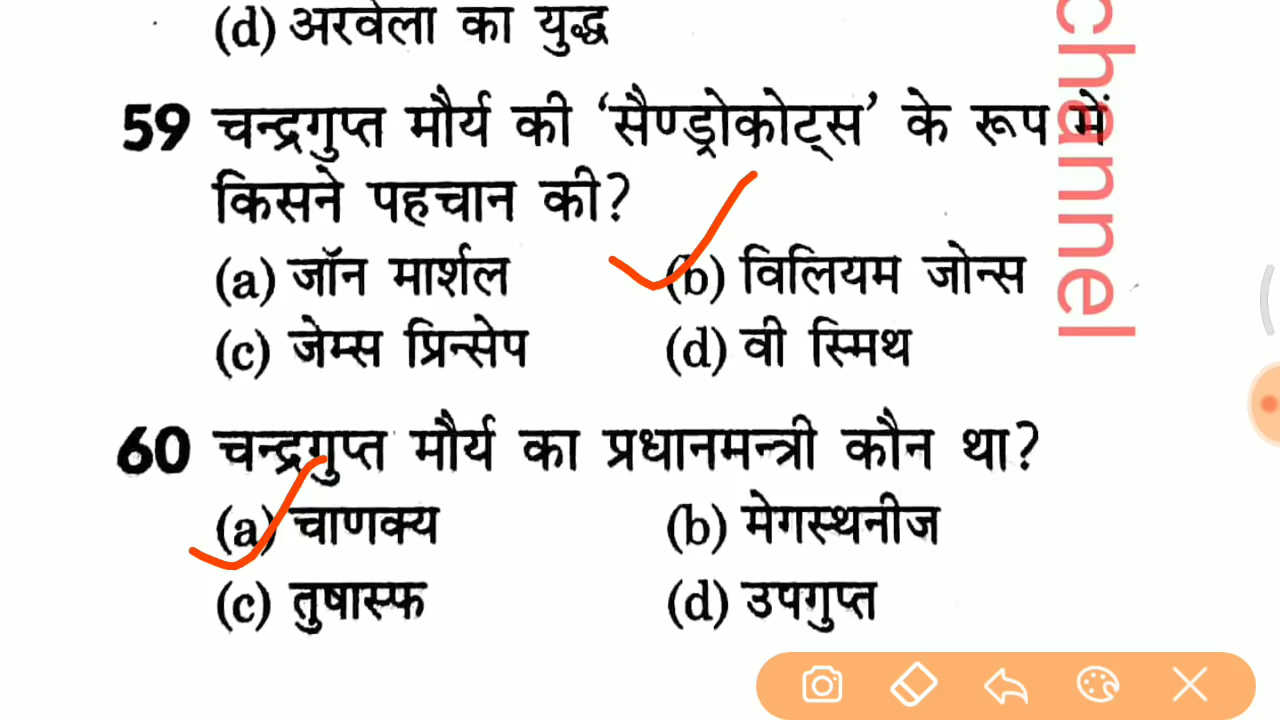 (d) अरवेला का युद्ध
59 चन्द्रगुप्त मौर्य की ‘सैण्ड्रोकोट्स’ के रूप में
किसने पहचान की?
(a) जॉन मार्शल (b) विलियम जोन्स
(c) जेम्स प्रिन्सेप (d) वी स्मिथ
60 चन्द्रगुप्त मौर्य का प्रधानमन्त्री कौन था?
(a) चाणक्य (b) मेगस्थनीज
(c) तुषास्फ (d) उपगुप्त
channel